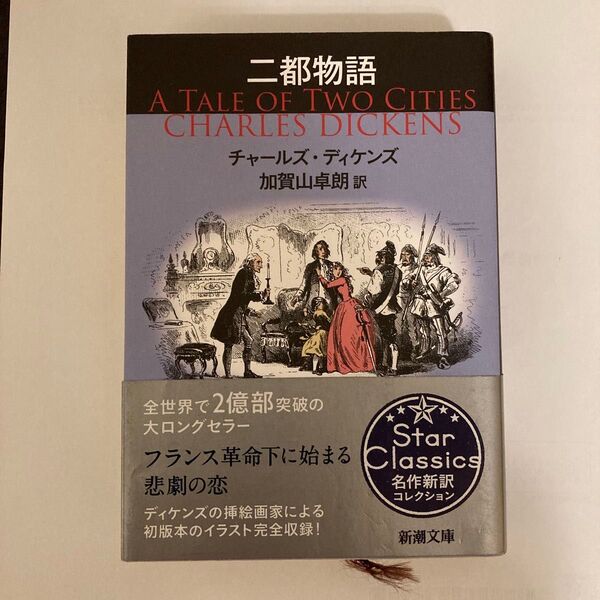 二都物語
A TALE OF TWO CITIES
CHARLES DICKENS
チャールズ・ディケンズ
加賀山卓朗 訳
全世界で2億部突破の
大ロングセラー
フランス革命下に始まる
悲劇の恋
ディケンズの挿絵画家による
初版本のイラスト完全収録！
Star
Classics
名作新訳
コレクション
新潮文庫